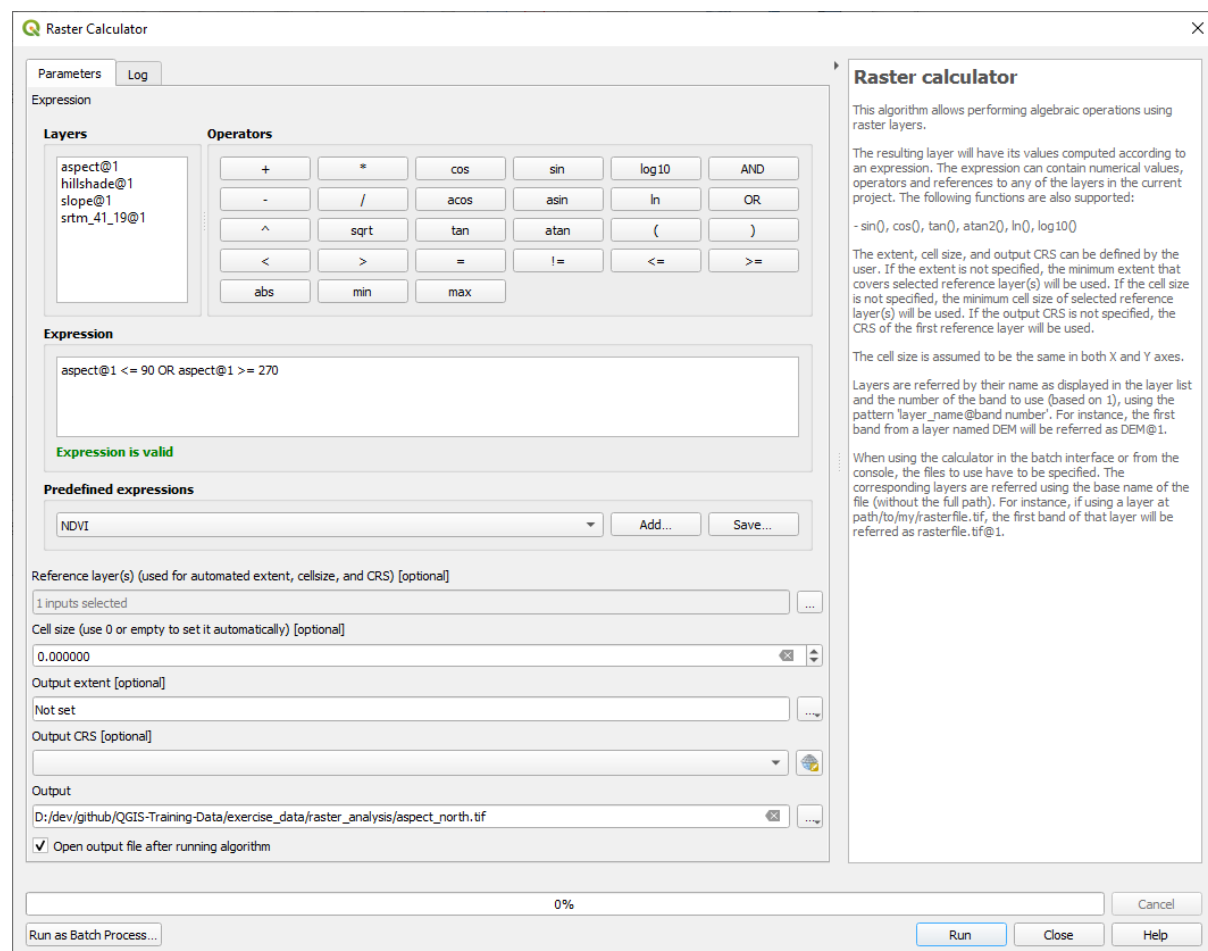 Raster Calculator
Parameters
Log
Expression
Layers
Operators
aspect@1
hillshade@1
slope@1
srtm_41_19@1
+ * cos sin log10 AND
- / acos asin ln OR
^ sqrt tan atan ( )
< > = != <= >=
abs min max
Expression
aspect@1 <= 90 OR aspect@1 >= 270
Expression is valid
Predefined expressions
NDVI
Add...
Save...
Reference layer(s) (used for automated extent, cellsize, and CRS) [optional]
1 inputs selected
...
Cell size (use 0 or empty to set it automatically) [optional]
0.000000
Output extent [optional]
Not set
...
Output CRS [optional]
Output
D:/dev/github/QGIS-Training-Data/exercise_data/raster_analysis/aspect_north.tif
...
Open output file after running algorithm
Raster calculator
This algorithm allows performing algebraic operations using
raster layers.
The resulting layer will have its values computed according to
an expression. The expression can contain numerical values,
operators and references to any of the layers in the current
project. The following functions are also supported:
- sin(), cos(), tan(), atan2(), ln(), log10()
The extent, cell size, and output CRS can be defined by the
user. If the extent is not specified, the minimum extent that
covers selected reference layer(s) will be used. If the cell size
is not specified, the minimum cell size of selected reference
layer(s) will be used. If the output CRS is not specified, the
CRS of the first reference layer will be used.
The cell size is assumed to be the same in both X and Y axes.
Layers are referred by their name as displayed in the layer list
and the number of the band to use (based on 1), using the
pattern 'layer_name@band number'. For instance, the first
band from a layer named DEM will be referred as DEM@1.
When using the calculator in the batch interface or from the
console, the files to use have to be specified. The
corresponding layers are referred using the base name of the
file (without the full path). For instance, if using a layer at
path/to/my/rasterfile.tif, the first band of that layer will be
referred as rasterfile.tif@1.
0%
Cancel
Run as Batch Process...
Run
Close
Help